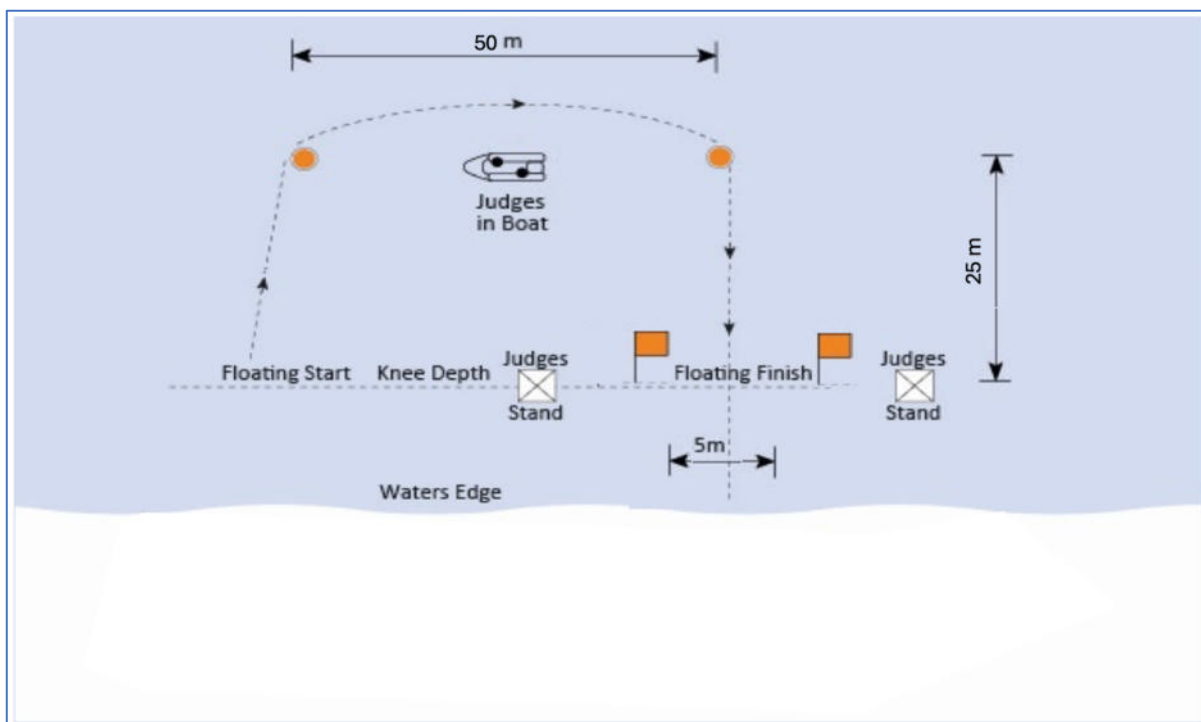 50 m
Judges
in Boat
25 m
Floating Start
Knee Depth
Judges
Stand
Floating Finish
Judges
Stand
5m
Waters Edge